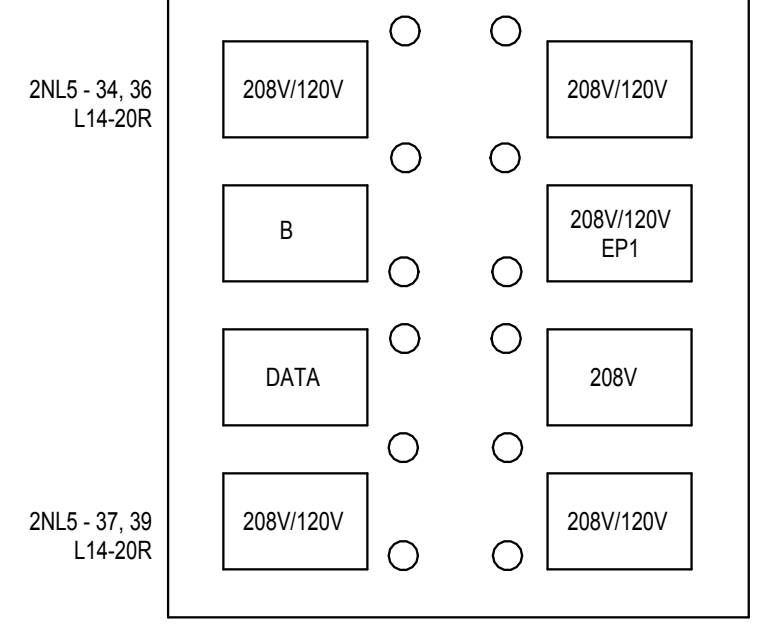 2NL5 - 34, 36
L14-20R
208V/120V
208V/120V
B
208V/120V
EP1
DATA
208V
2NL5 - 37, 39
L14-20R
208V/120V
208V/120V